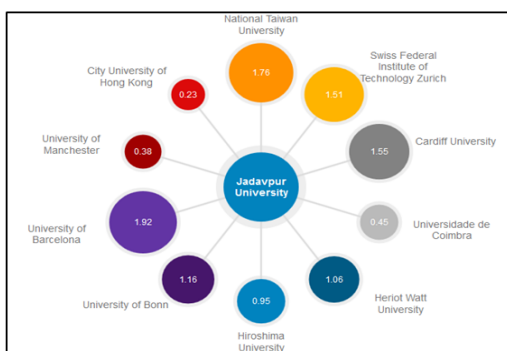 National Taiwan
University
1.76
Swiss Federal
Institute of
Technology Zurich
1.51
Cardiff University
1.55
Universidade de
Coimbra
0.45
Heriot Watt
University
1.06
Hiroshima
University
0.95
University of Bonn
1.16
University of
Barcelona
1.92
University of
Manchester
0.38
City University of
Hong Kong
0.23
Jadavpur
University